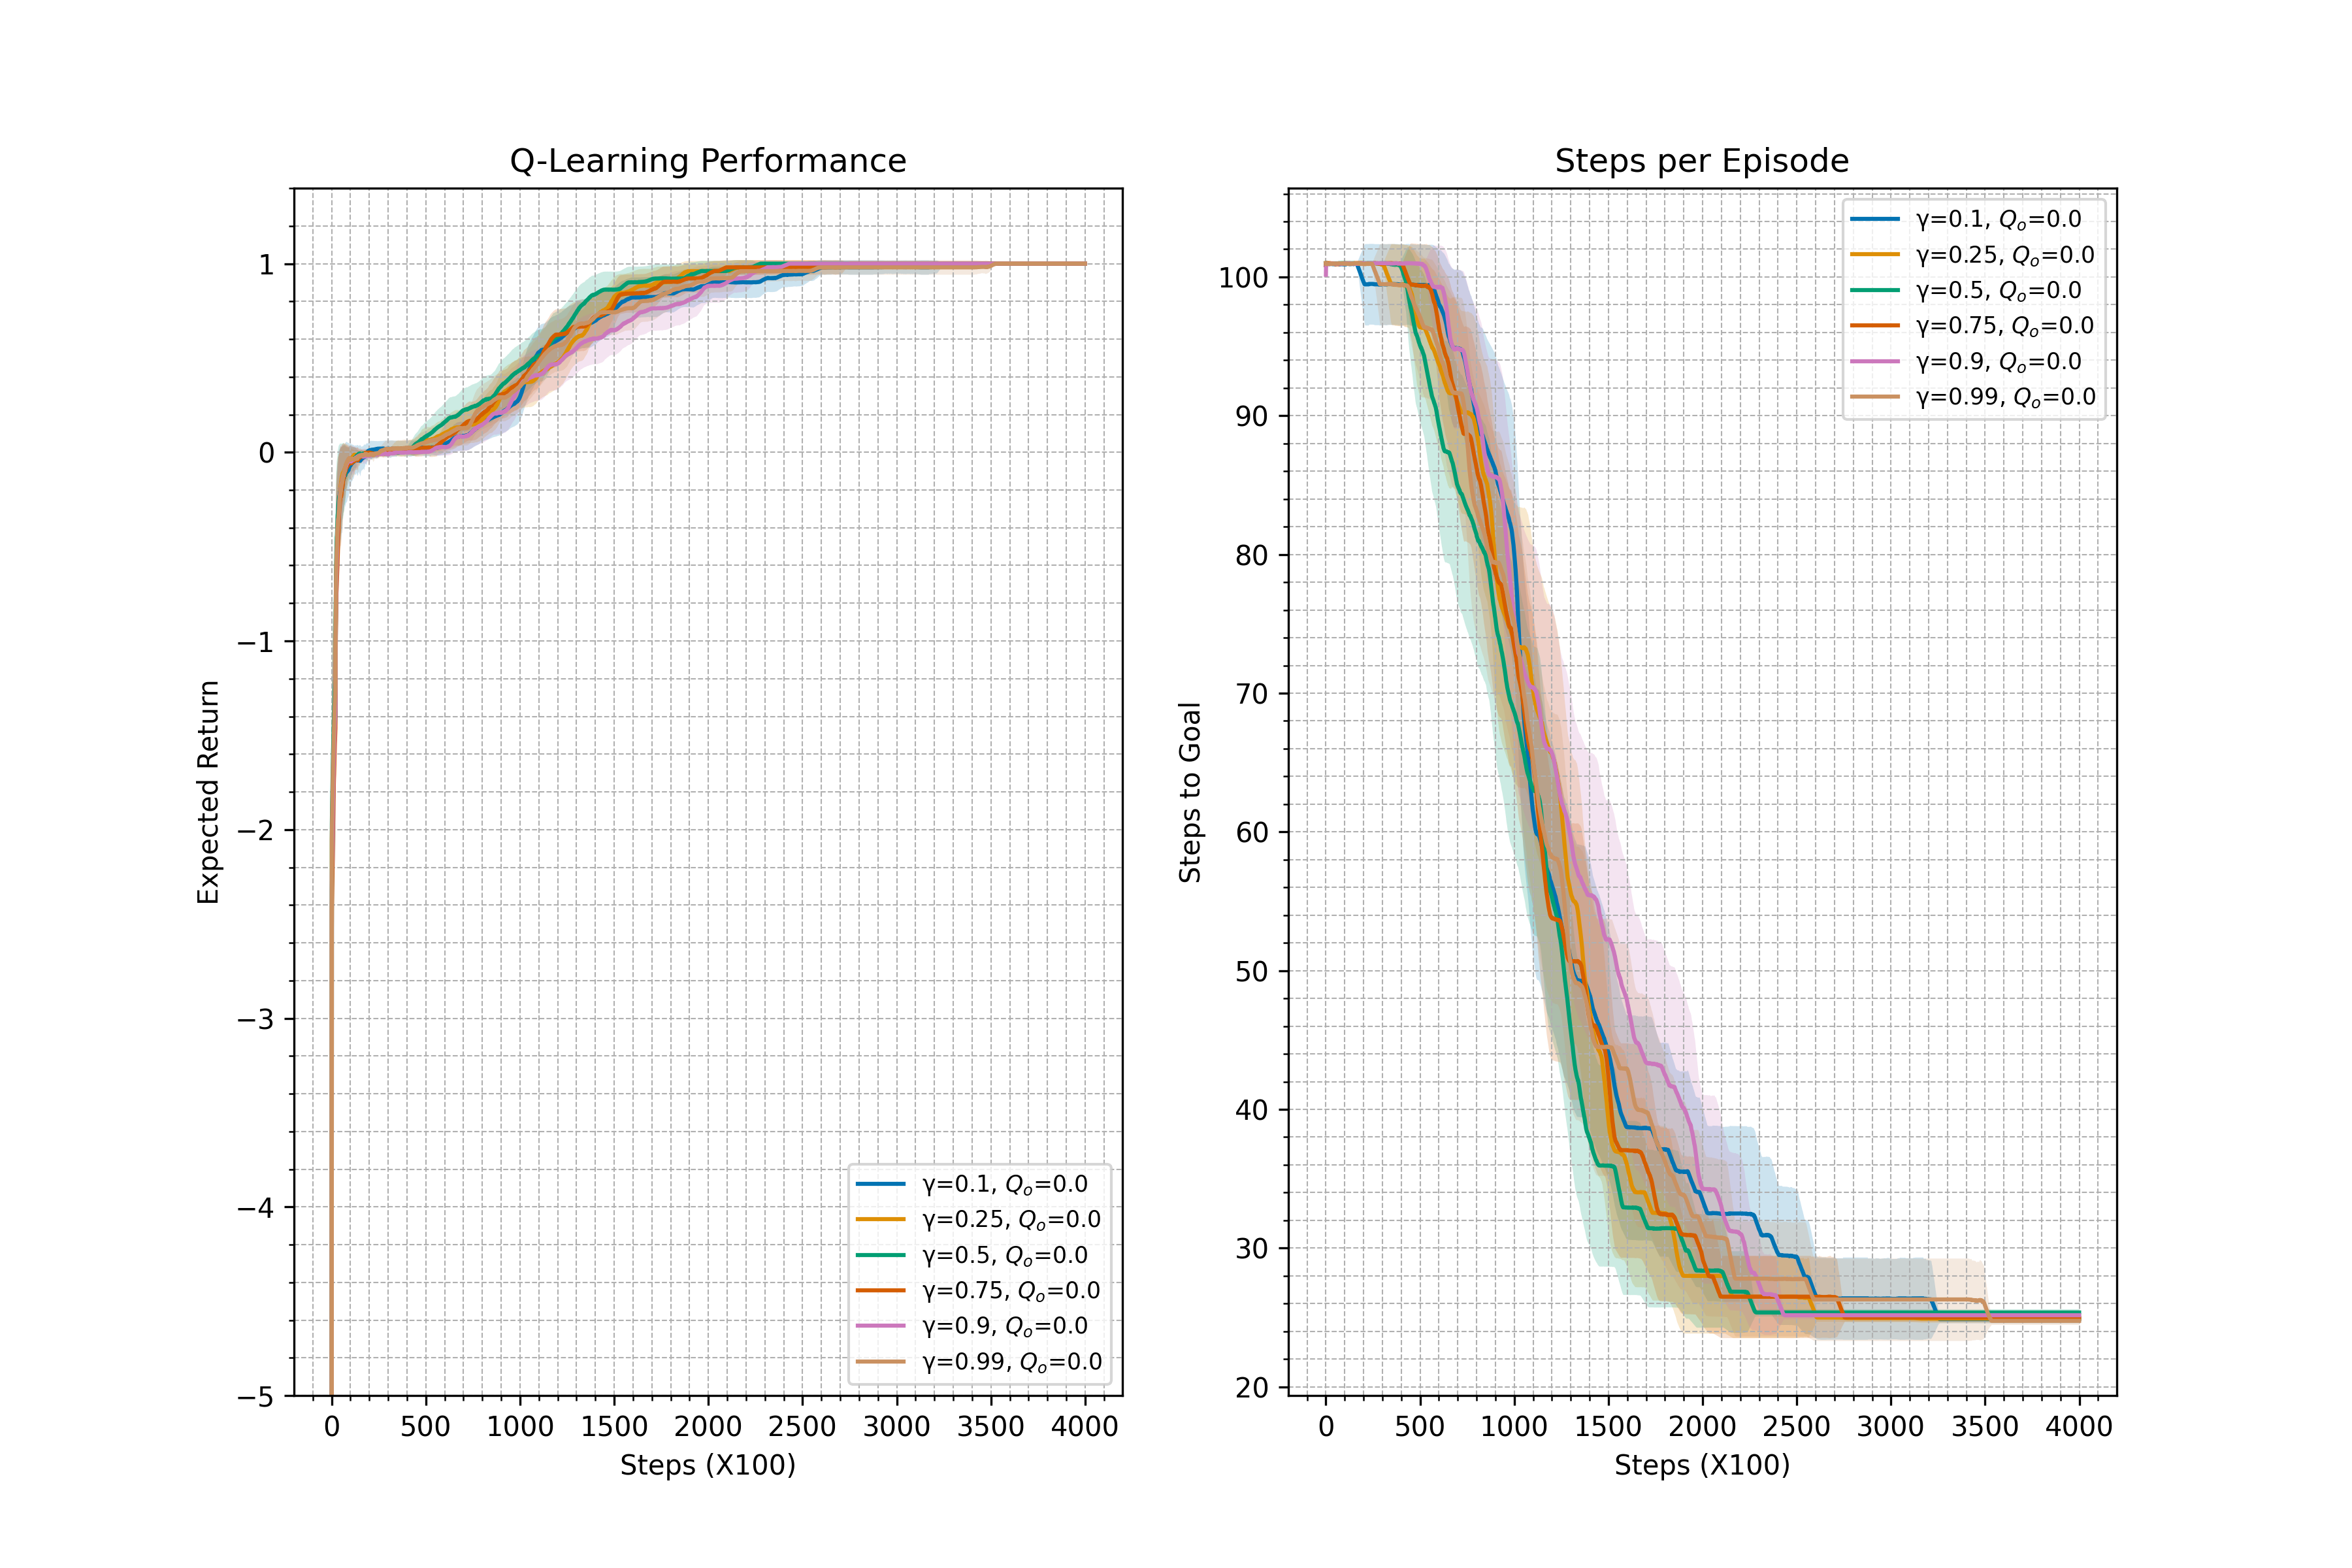 Q-Learning Performance
Expected Return
1
0
−1
−2
−3
−4
−5
0 500 1000 1500 2000 2500 3000 3500 4000
Steps (X100)
γ=0.1, Qₒ=0.0
γ=0.25, Qₒ=0.0
γ=0.5, Qₒ=0.0
γ=0.75, Qₒ=0.0
γ=0.9, Qₒ=0.0
γ=0.99, Qₒ=0.0
Steps per Episode
Steps to Goal
100
90
80
70
60
50
40
30
20
0 500 1000 1500 2000 2500 3000 3500 4000
Steps (X100)
γ=0.1, Qₒ=0.0
γ=0.25, Qₒ=0.0
γ=0.5, Qₒ=0.0
γ=0.75, Qₒ=0.0
γ=0.9, Qₒ=0.0
γ=0.99, Qₒ=0.0